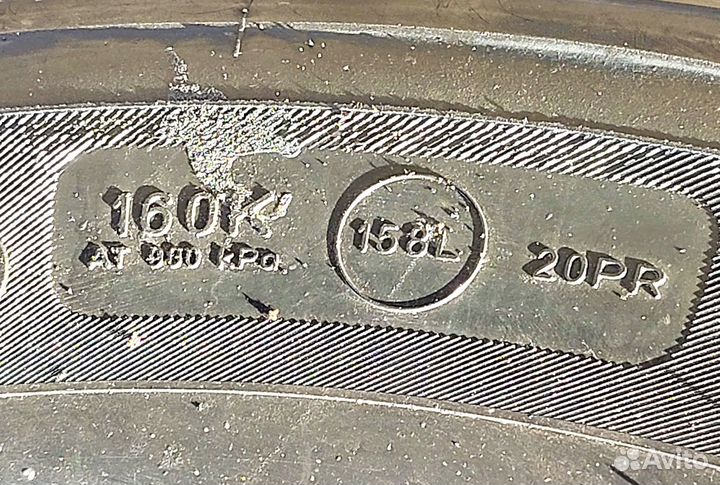 160K
AT 900 KPa
158L
20PR
Avito